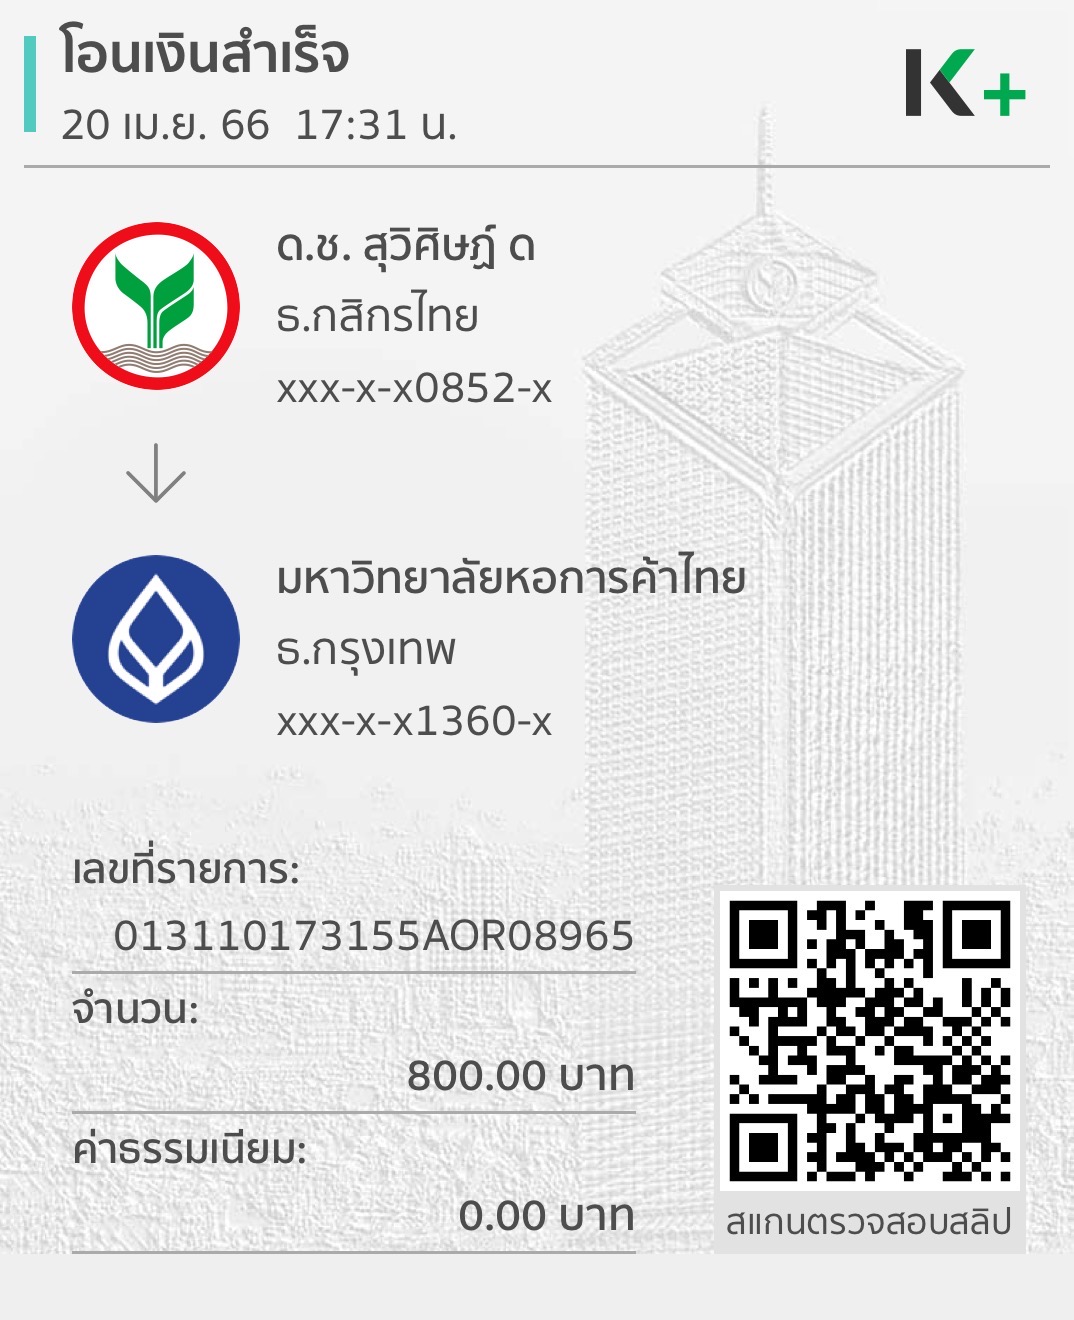 โอนเงินสำเร็จ
20 เม.ย. 66 17:31 น.
K+
ด.ช. สุวิศิษฏ์ ด
ธ.กสิกรไทย
xxx-x-x0852-x
มหาวิทยาลัยหอการค้าไทย
ธ.กรุงเทพ
xxx-x-x1360-x
เลขที่รายการ:
013110173155AOR08965
จำนวน:
800.00 บาท
ค่าธรรมเนียม:
0.00 บาท
สแกนตรวจสอบสลิป